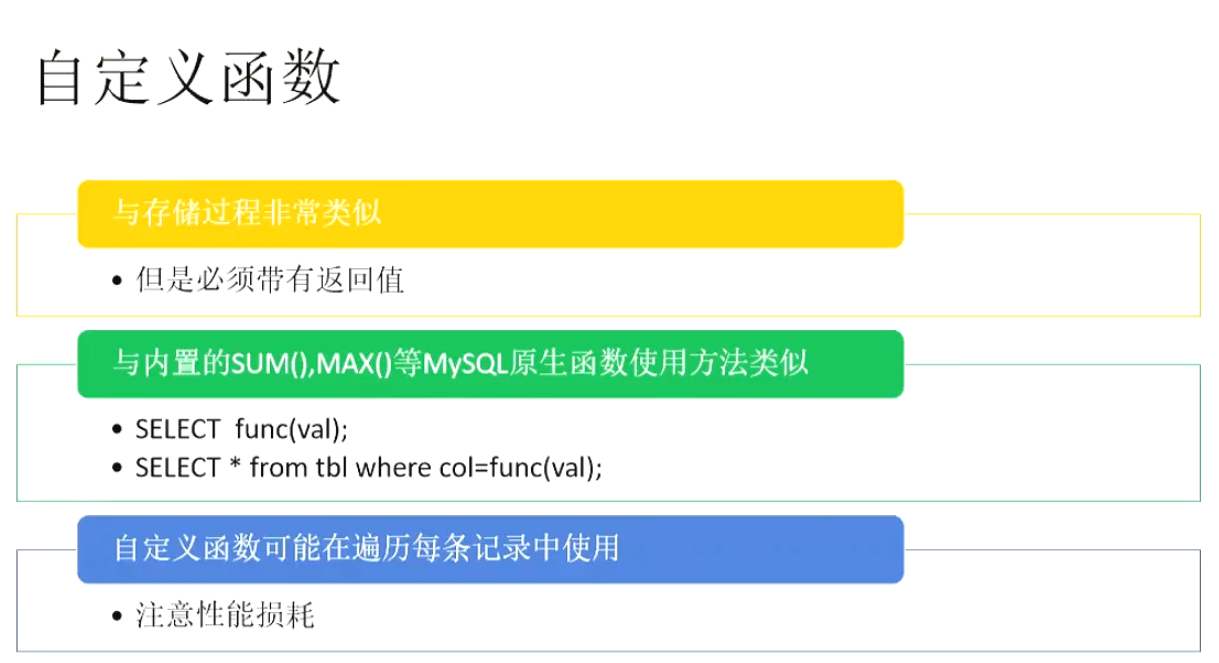 自定义函数
与存储过程非常类似
• 但是必须带有返回值
与内置的SUM(),MAX()等MySQL原生函数使用方法类似
• SELECT func(val);
• SELECT * from tbl where col=func(val);
自定义函数可能在遍历每条记录中使用
• 注意性能损耗